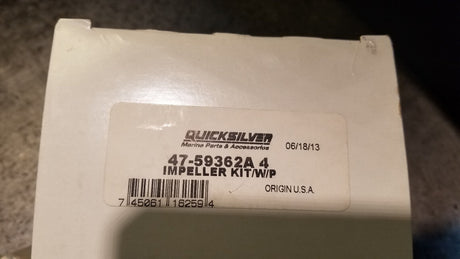 QUICKSILVER
Marine Parts & Accessories
06/18/13
47-59362A 4
IMPELLER KIT/W/P
ORIGIN U.S.A.
7 45061 16259 4